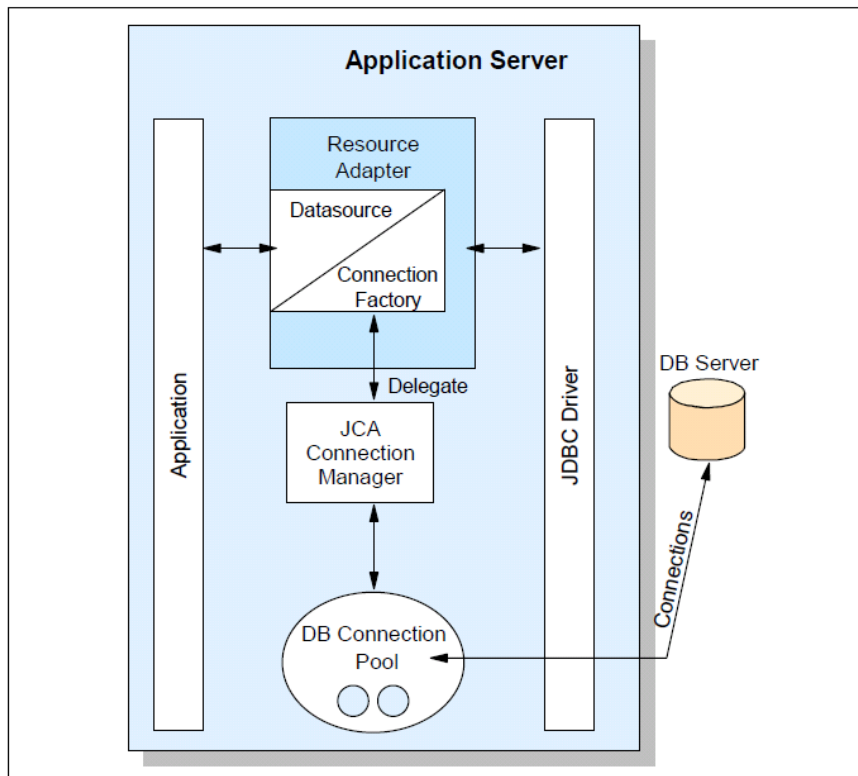 Application Server
Resource
Adapter
Datasource
Connection
Factory
Delegate
JCA
Connection
Manager
DB Connection
Pool
Application
JDBC Driver
DB Server
Connections